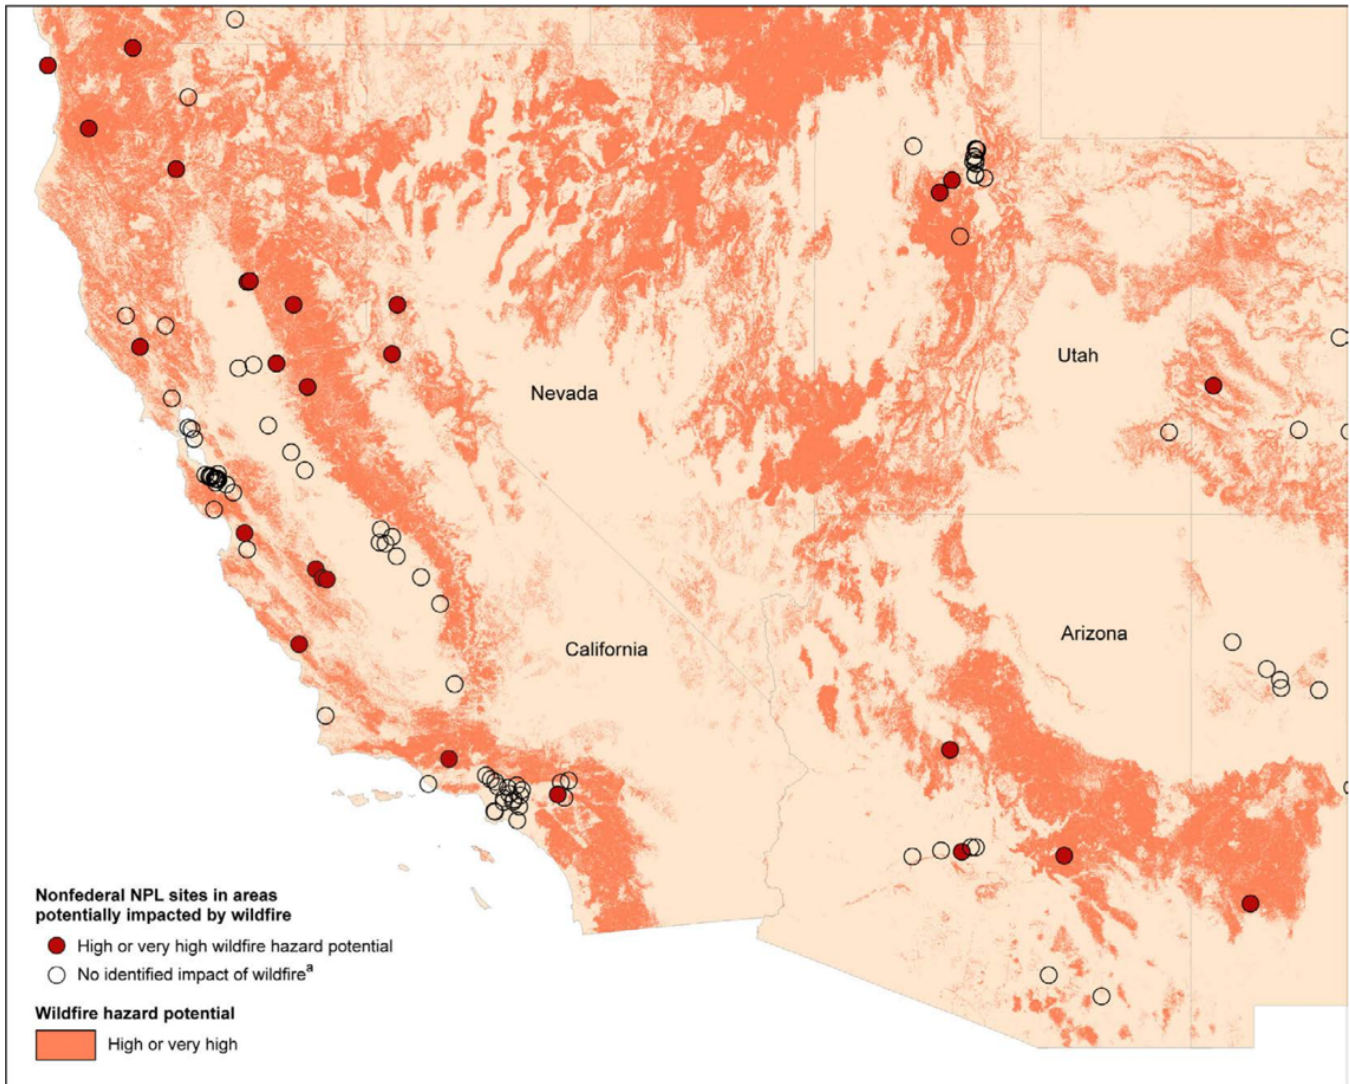 Utah
Nevada
Arizona
California
Nonfederal NPL sites in areas
potentially impacted by wildfire
High or very high wildfire hazard potential
No identified impact of wildfireª
Wildfire hazard potential
High or very high